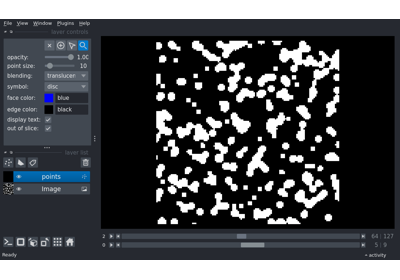 File View Window Plugins Help
layer controls
opacity: 1.00
point size: 10
blending: translucen
symbol: disc
face color: blue
edge color: black
display text:
out of slice:
layer list
points
Image
2 64 127
0 5 9
Ready activity